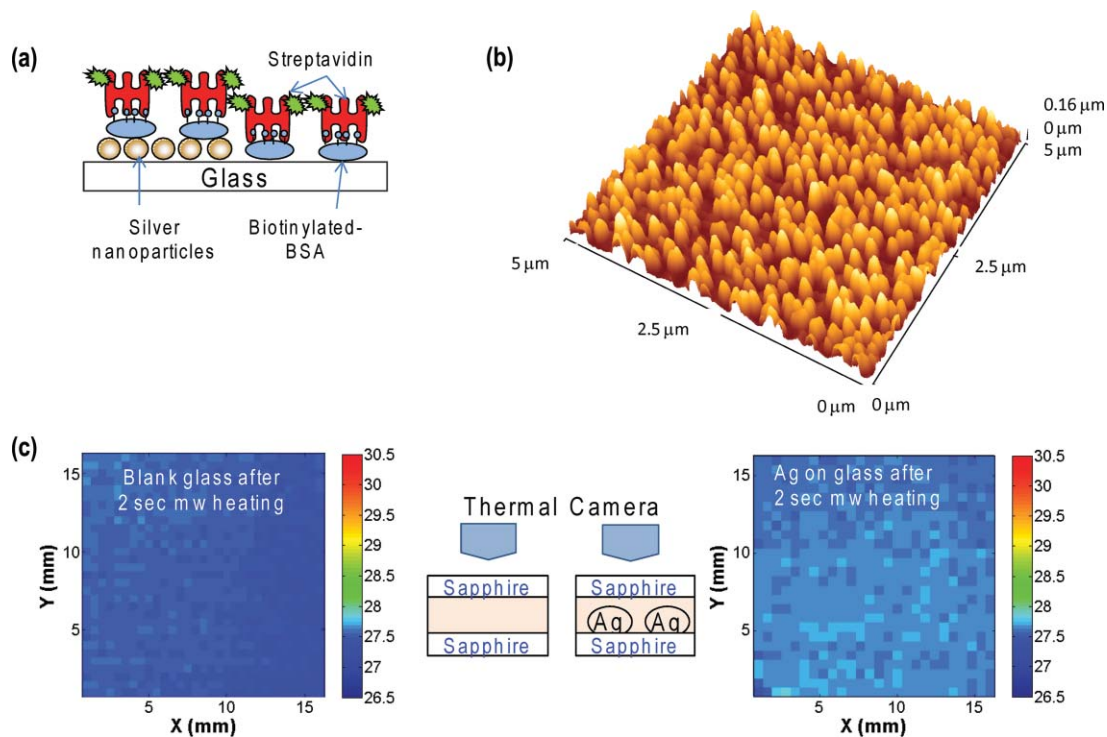 (a)
Streptavidin
Glass
Silver
nanoparticles
Biotinylated-
BSA
(b)
0.16 μm
0 μm
5 μm
2.5 μm
0 μm
5 μm
2.5 μm
0 μm
(c)
Blank glass after
2 sec mw heating
Y (mm)
15
10
5
5
10
15
X (mm)
30.5
30
29.5
29
28.5
28
27.5
27
26.5
Thermal Camera
Sapphire
Sapphire
Sapphire
Ag
Ag
Sapphire
Ag on glass after
2 sec mw heating
Y (mm)
15
10
5
5
10
15
X (mm)
30.5
30
29.5
29
28.5
28
27.5
27
26.5